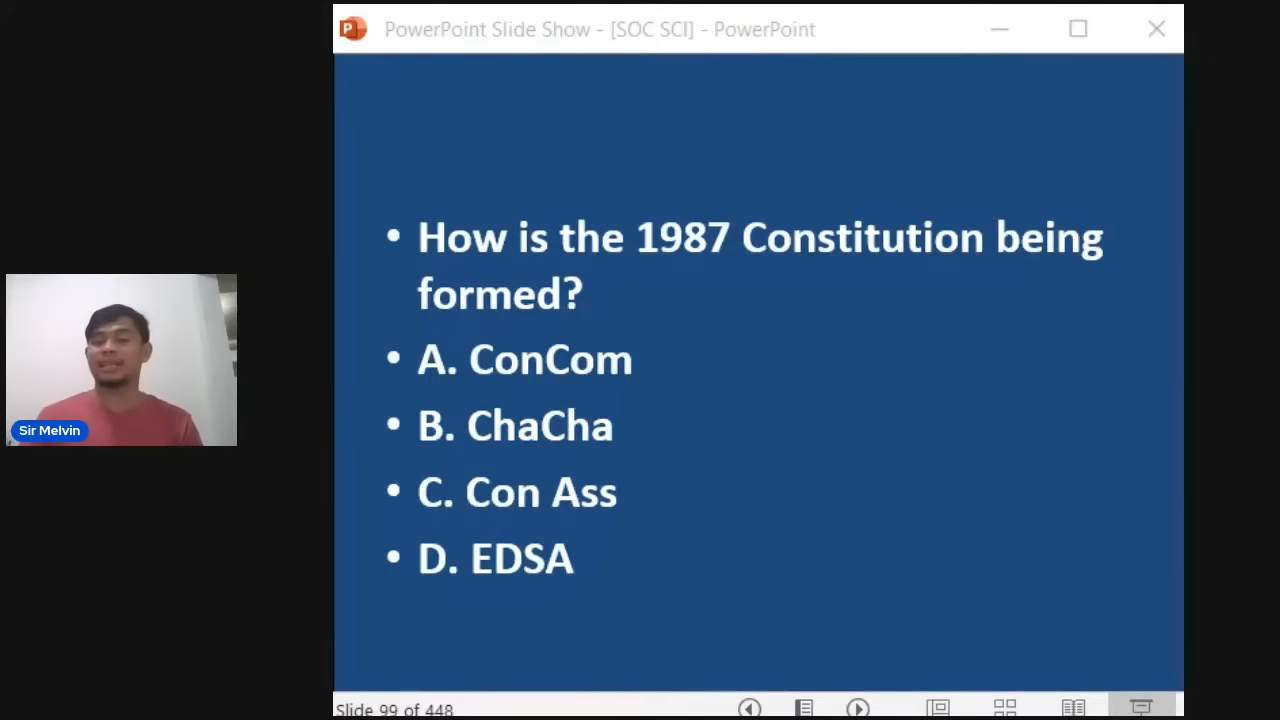 PowerPoint Slide Show - [SOC SCI] - PowerPoint
• How is the 1987 Constitution being
formed?
• A. ConCom
• B. ChaCha
• C. Con Ass
• D. EDSA
Sir Melvin
Slide 99 of 448